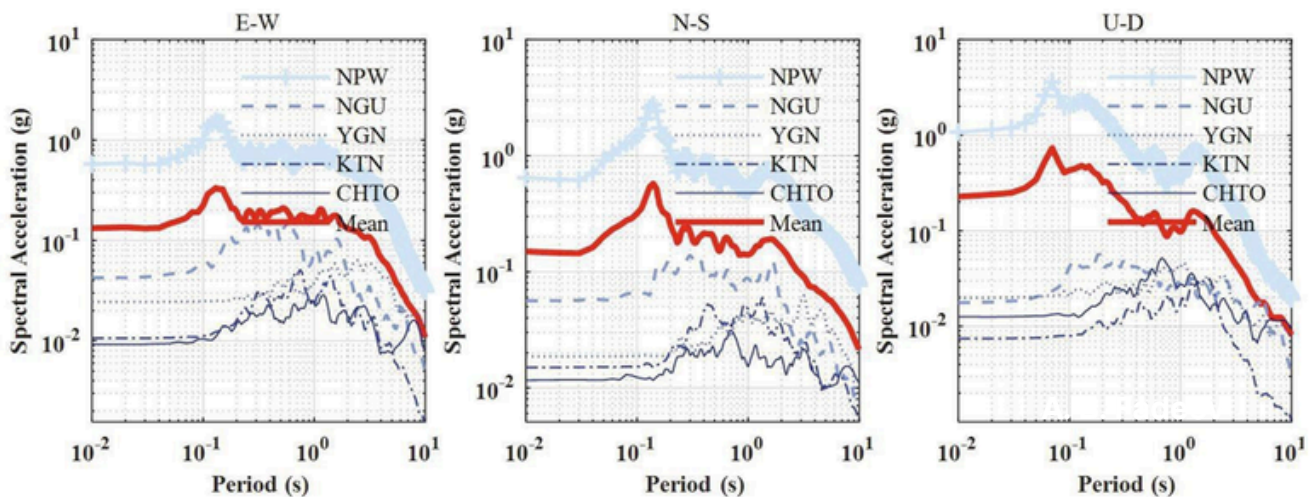 E-W
N-S
U-D
Spectral Acceleration (g)
10¹
10⁰
10⁻¹
10⁻²
NPW
NGU
YGN
KTN
CHTO
Mean
10⁻²
10⁻¹
10⁰
10¹
Period (s)
Spectral Acceleration (g)
10¹
10⁰
10⁻¹
10⁻²
NPW
NGU
YGN
KTN
CHTO
Mean
10⁻²
10⁻¹
10⁰
10¹
Period (s)
Spectral Acceleration (g)
10¹
10⁰
10⁻¹
10⁻²
NPW
NGU
YGN
KTN
CHTO
Mean
10⁻²
10⁻¹
10⁰
10¹
Period (s)